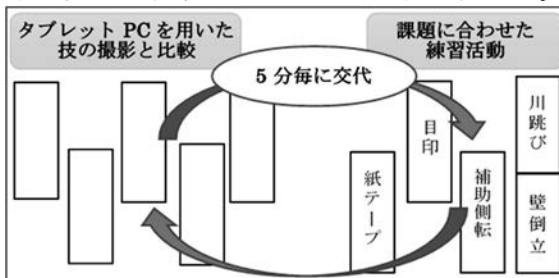 タブレット PC を用いた
技の撮影と比較
課題に合わせた
練習活動
5 分毎に交代
目印
川跳び
紙テープ
補助側転
壁倒立